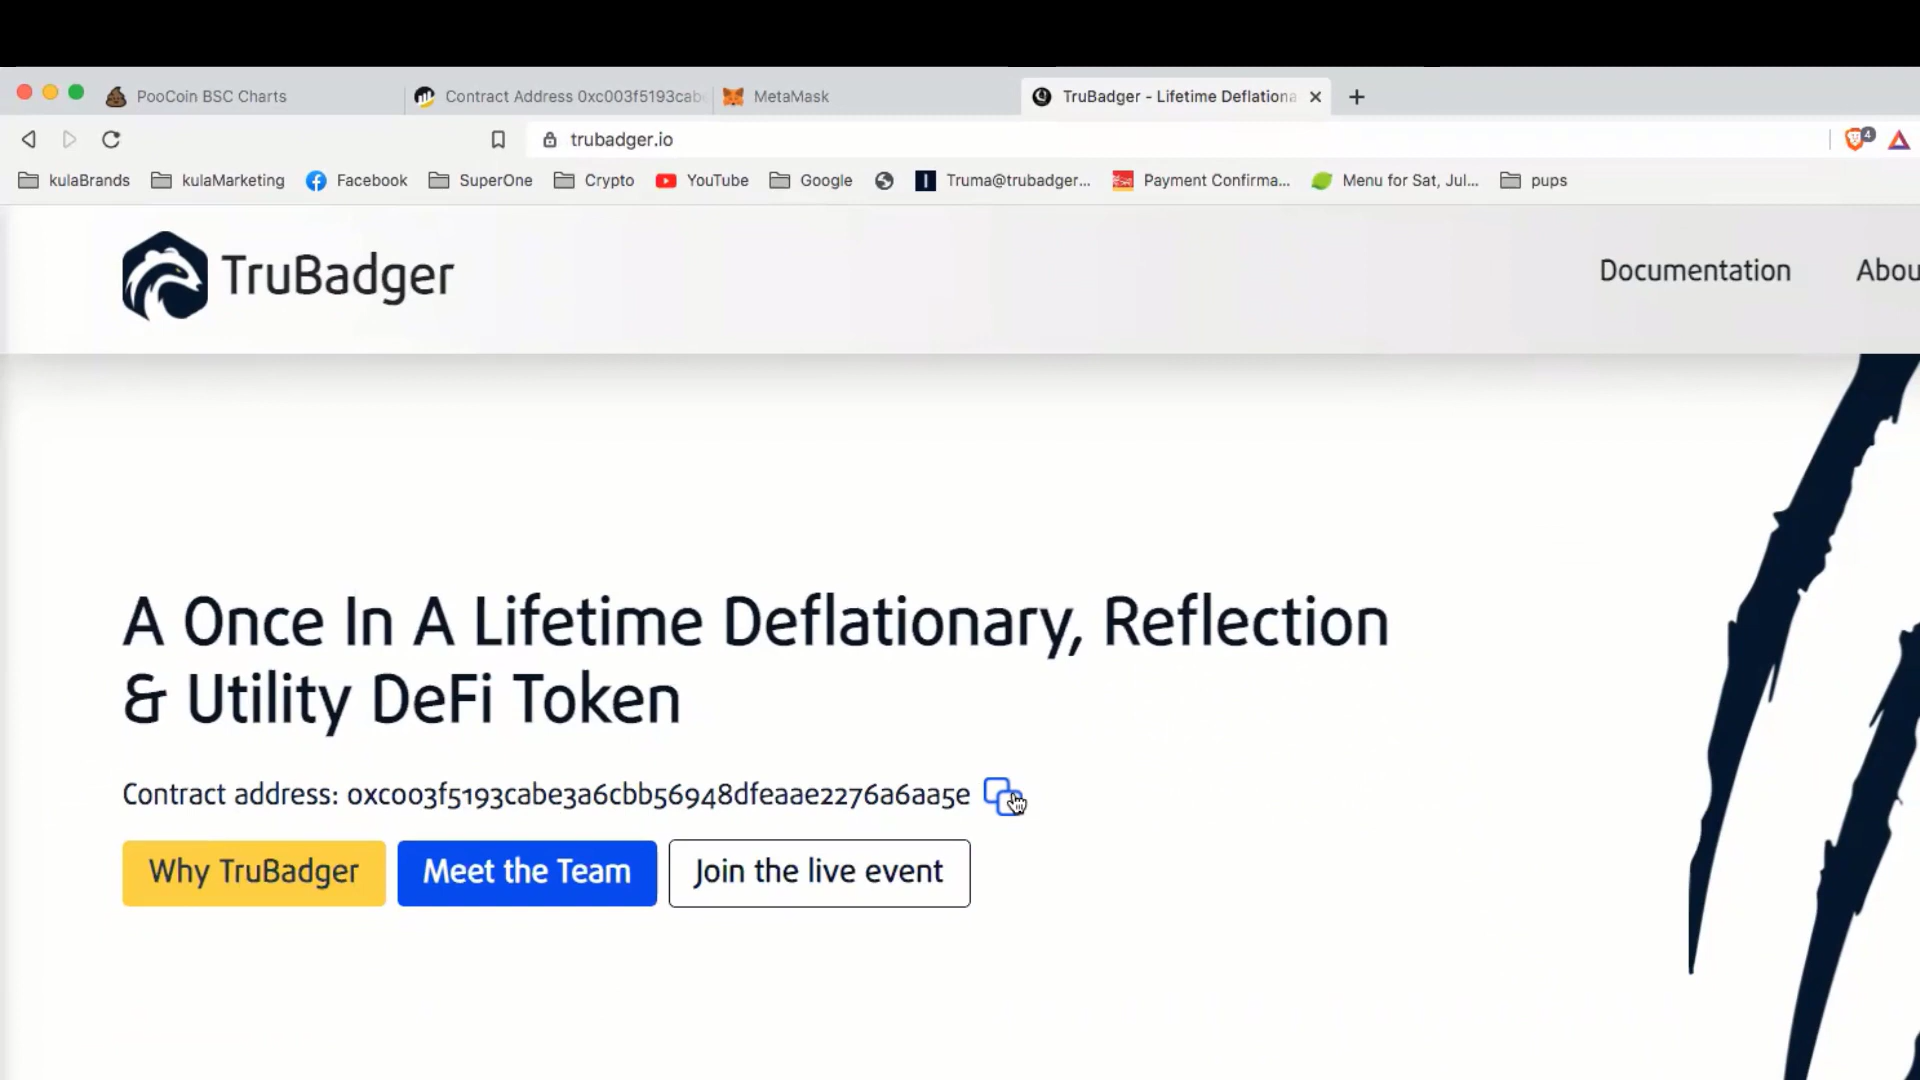 PooCoin BSC Charts
Contract Address 0xc003f5193cab
MetaMask
TruBadger - Lifetime Deflationa
trubadger.io
4
kulaBrands
kulaMarketing
Facebook
SuperOne
Crypto
YouTube
Google
Truma@trubadger...
Payment Confirma...
Menu for Sat, Jul...
pups
TruBadger
Documentation
Abou
A Once In A Lifetime Deflationary, Reflection
& Utility DeFi Token
Contract address: 0xc003f5193cabe3a6cbb56948dfeaae2276a6aa5e
Why TruBadger
Meet the Team
Join the live event